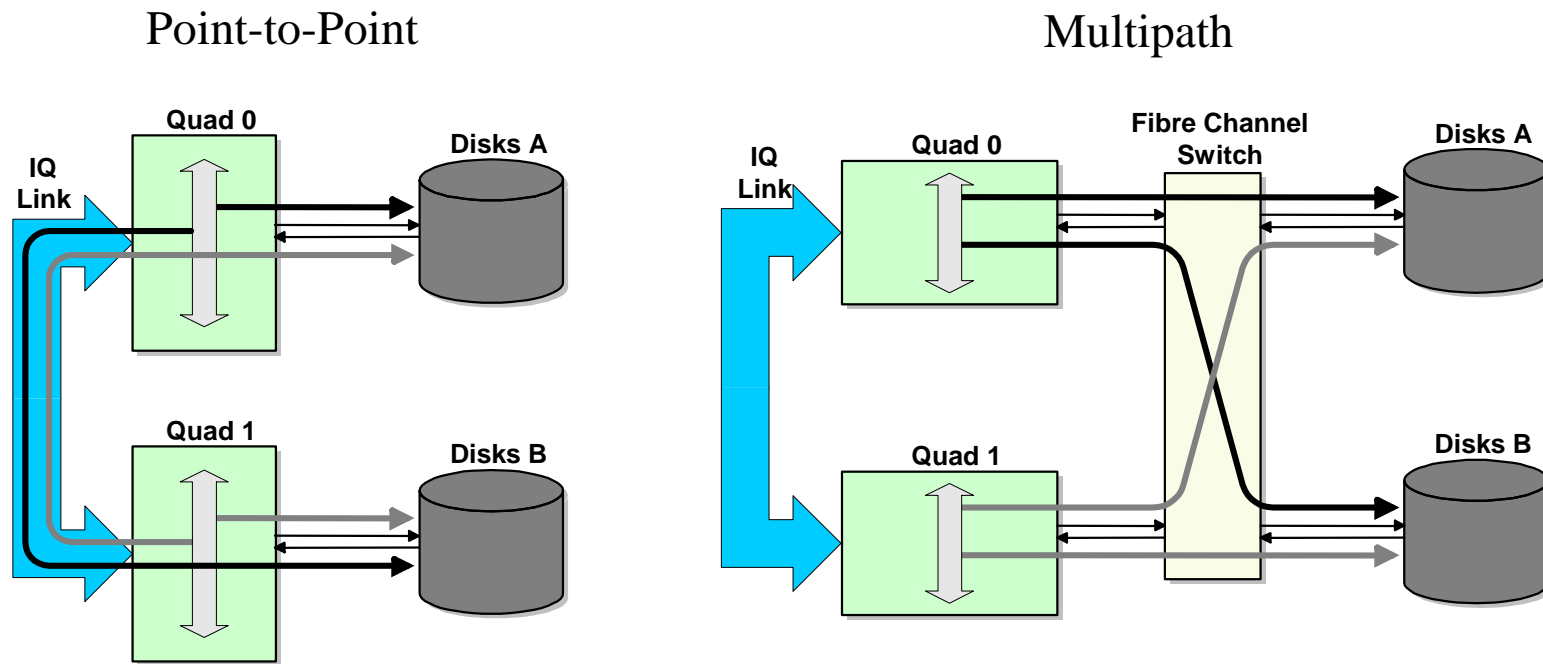 Point-to-Point
Quad 0
Disks A
IQ
Link
Quad 1
Disks B
Multipath
Fibre Channel
Switch
Quad 0
Disks A
IQ
Link
Quad 1
Disks B